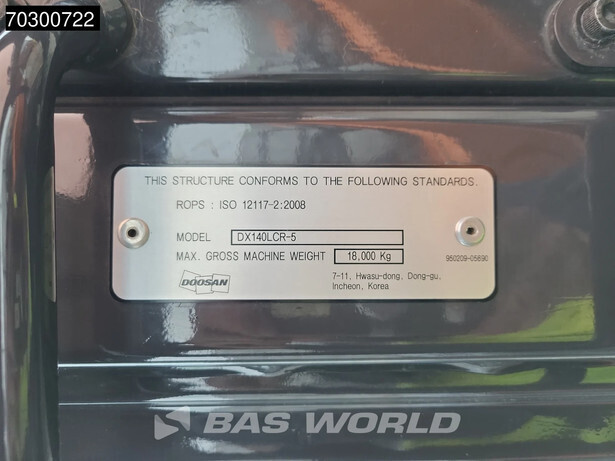 70300722
THIS STRUCTURE CONFORMS TO THE FOLLOWING STANDARDS.
ROPS : ISO 12117-2:2008
MODEL DX140LCR-5
MAX. GROSS MACHINE WEIGHT 18,000 Kg
950209-05690
DOOSAN
7-11, Hwasu-dong, Dong-gu,
Incheon, Korea
BAS WORLD